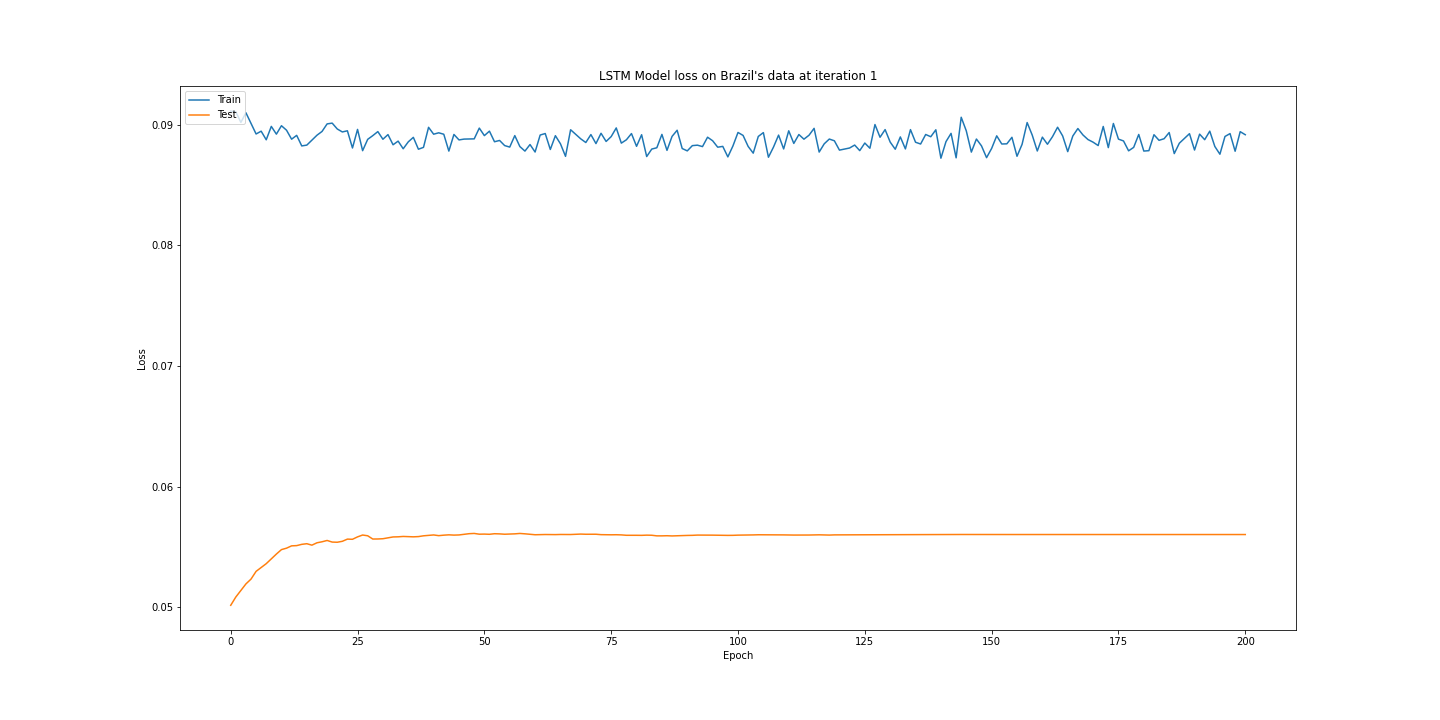 LSTM Model loss on Brazil's data at iteration 1
Train
Test
0.09
0.08
0.07
0.06
0.05
Loss
0 25 50 75 100 125 150 175 200
Epoch